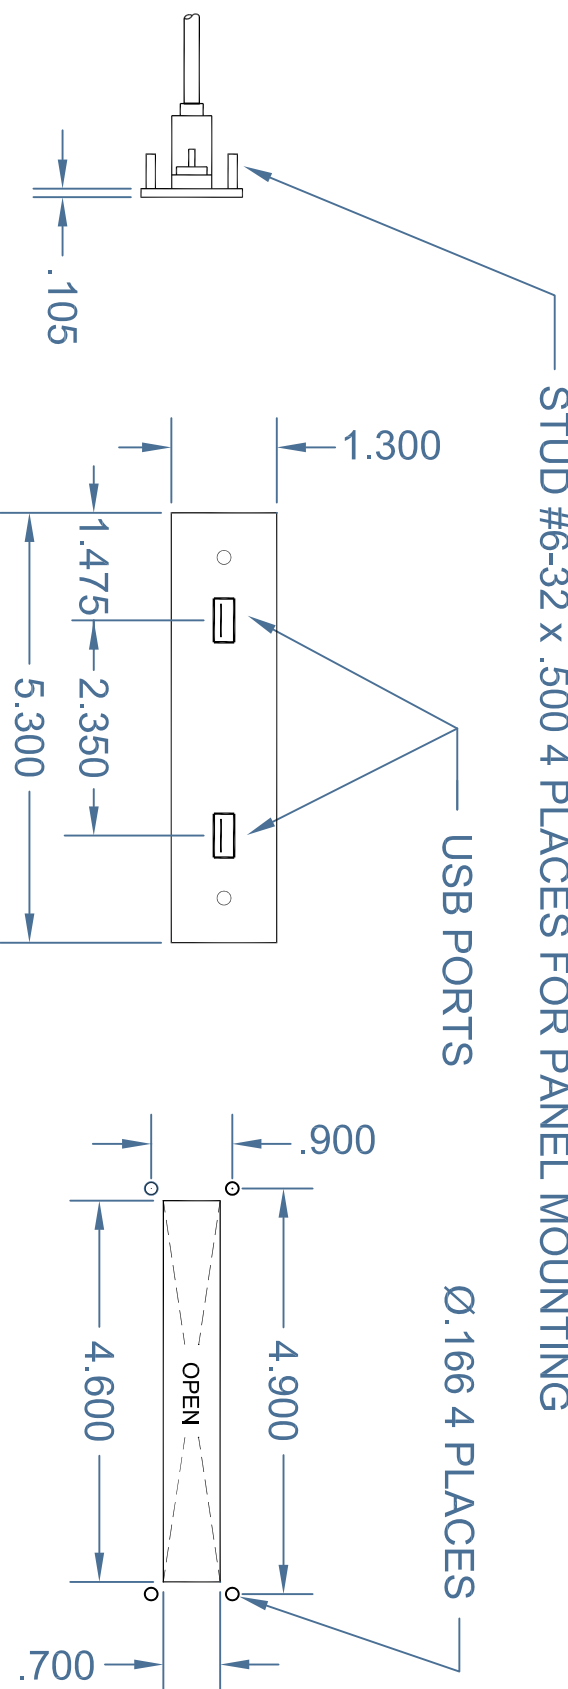 STUD #6-32 x .500 4 PLACES FOR PANEL MOUNTING
.105
1.300
1.475
2.350
5.300
USB PORTS
.900
4.900
4.600
OPEN
.700
Ø.166 4 PLACES